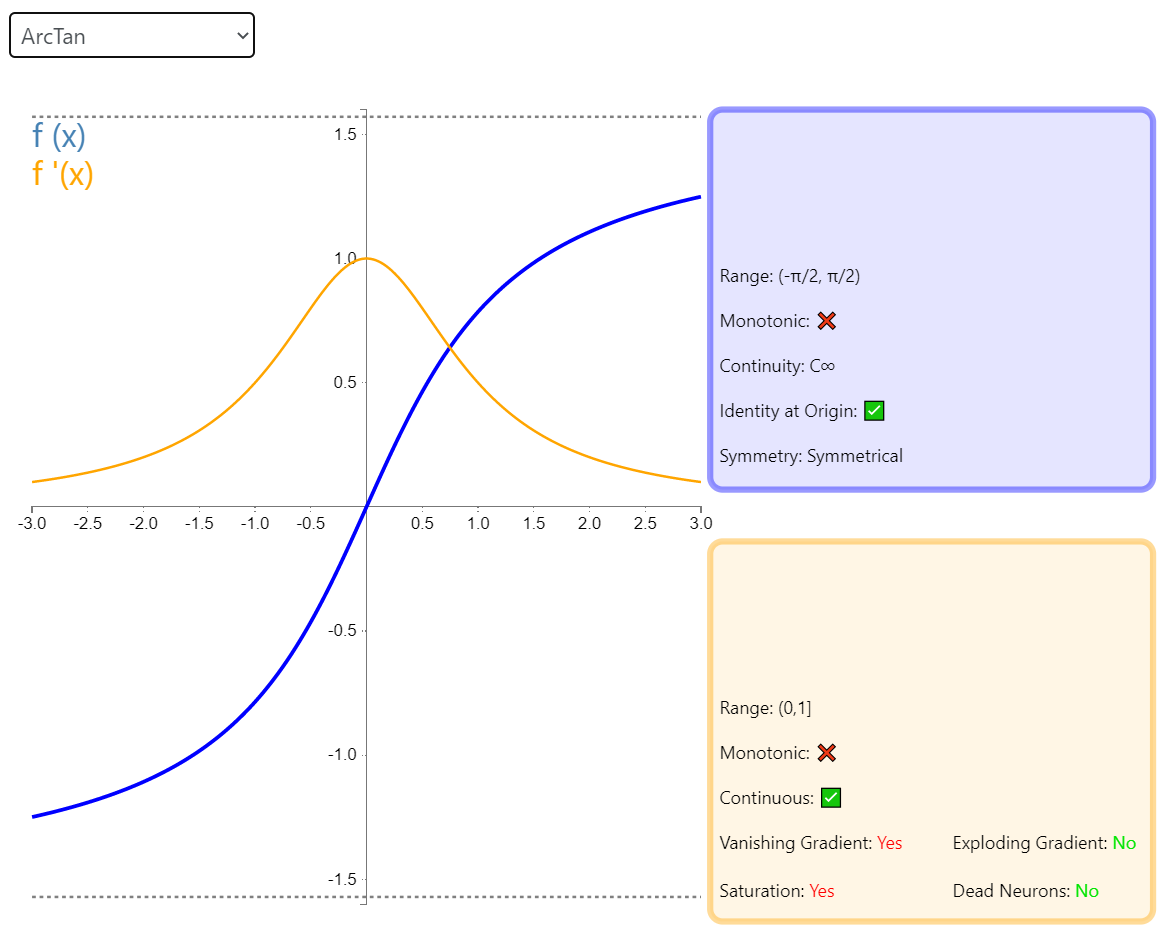 ArcTan
f (x)
f '(x)
1.5
1.0
0.5
-3.0 -2.5 -2.0 -1.5 -1.0 -0.5 0.5 1.0 1.5 2.0 2.5 3.0
-0.5
-1.0
-1.5
Range: (-π/2, π/2)
Monotonic: ❌
Continuity: C∞
Identity at Origin: ✅
Symmetry: Symmetrical
Range: (0,1]
Monotonic: ❌
Continuous: ✅
Vanishing Gradient: Yes Exploding Gradient: No
Saturation: Yes Dead Neurons: No